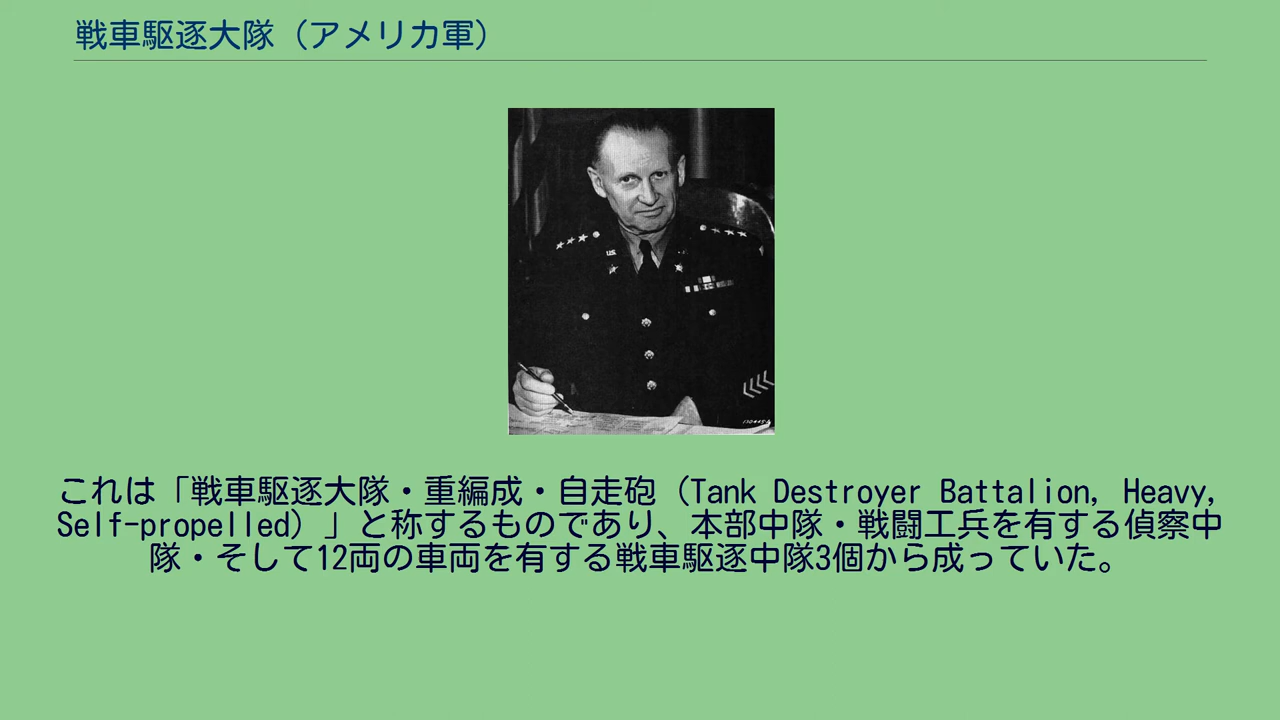 戦車駆逐大隊（アメリカ軍）
これは「戦車駆逐大隊・重編成・自走砲（Tank Destroyer Battalion, Heavy,
Self-propelled）」と称するものであり、本部中隊・戦闘工兵を有する偵察中
隊・そして12両の車両を有する戦車駆逐中隊3個から成っていた。